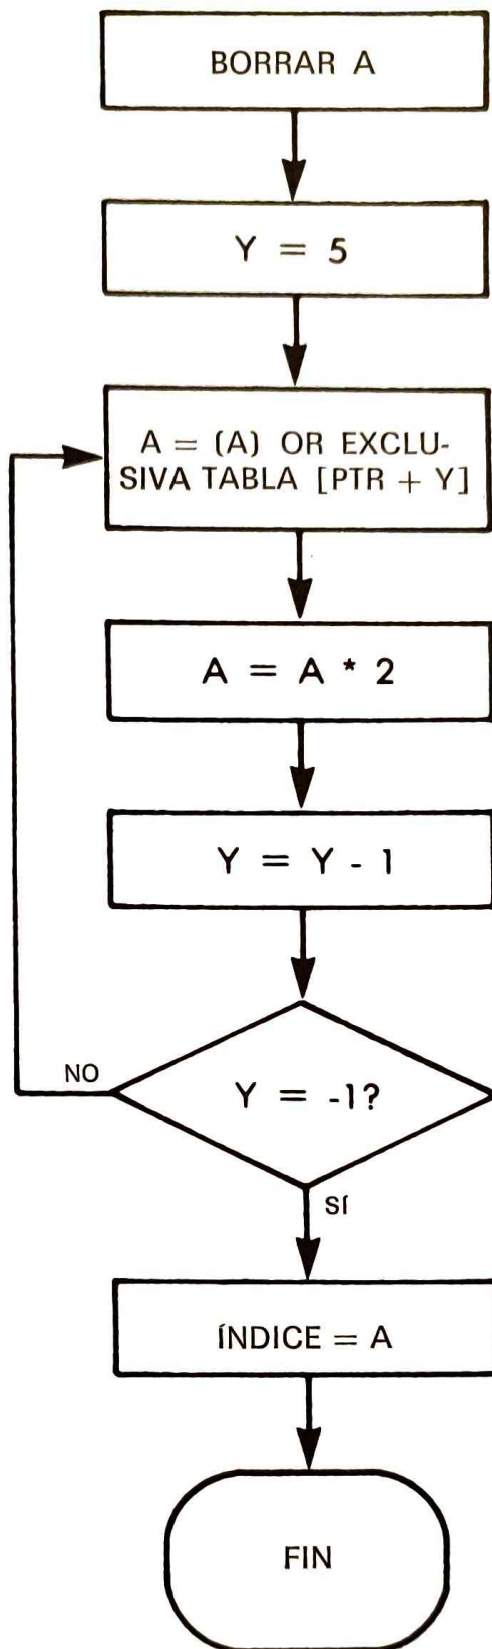 BORRAR A
Y = 5
A = (A) OR EXCLU-
SIVA TABLA [PTR + Y]
A = A * 2
Y = Y - 1
Y = -1?
NO
SÍ
ÍNDICE = A
FIN